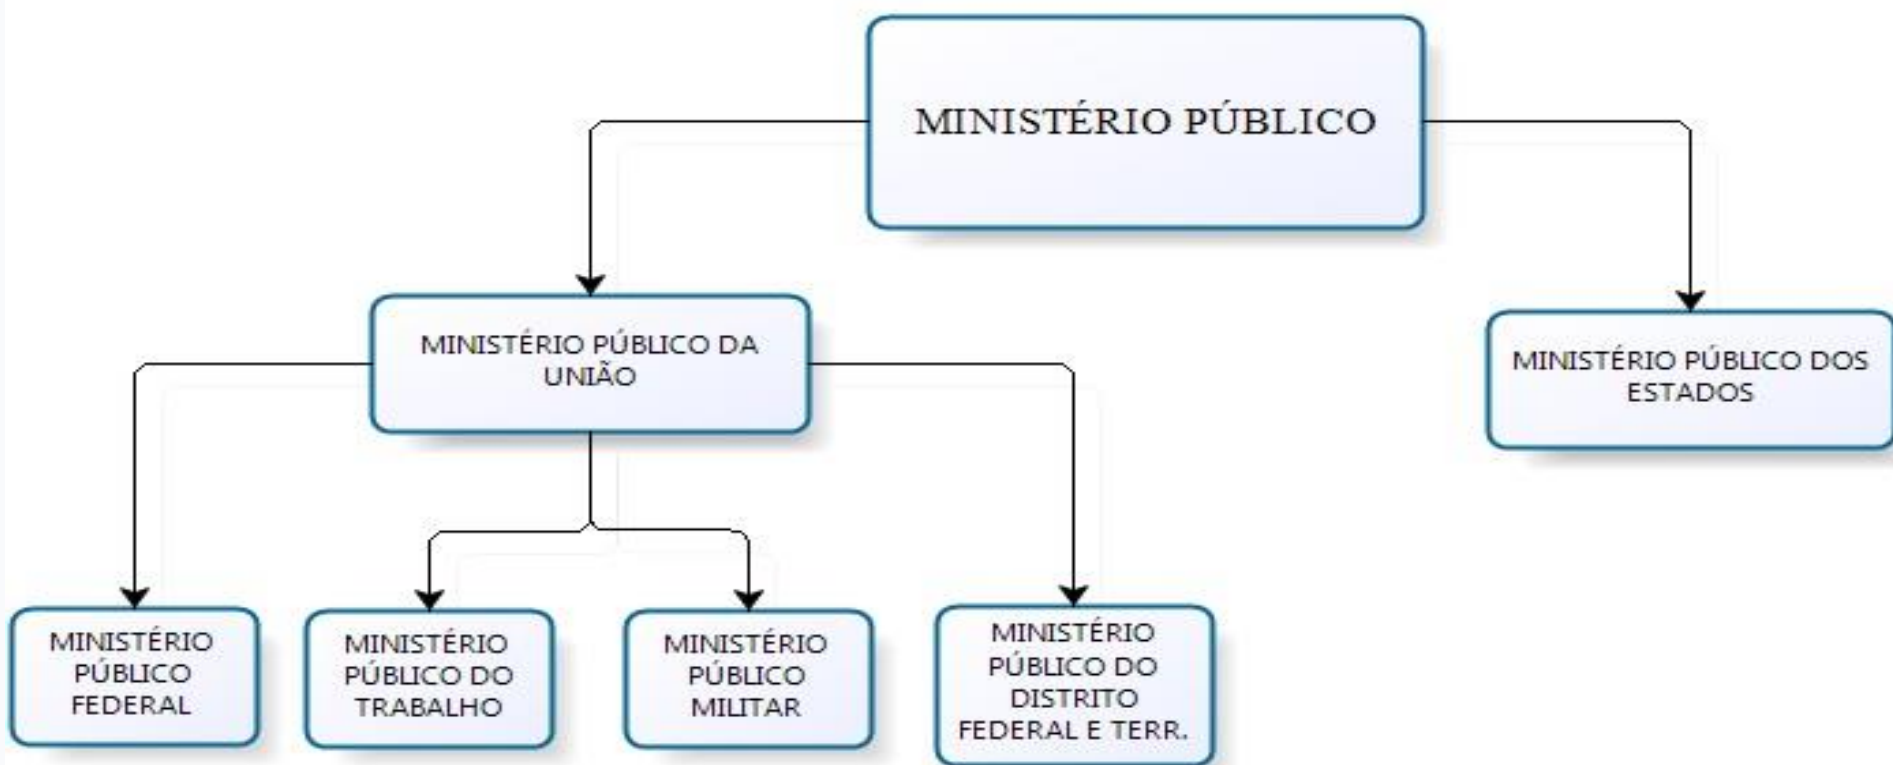 MINISTÉRIO PÚBLICO
MINISTÉRIO PÚBLICO DA
UNIÃO
MINISTÉRIO PÚBLICO DOS
ESTADOS
MINISTÉRIO
PÚBLICO
FEDERAL
MINISTÉRIO
PÚBLICO DO
TRABALHO
MINISTÉRIO
PÚBLICO
MILITAR
MINISTÉRIO
PÚBLICO DO
DISTRITO
FEDERAL E TERR.